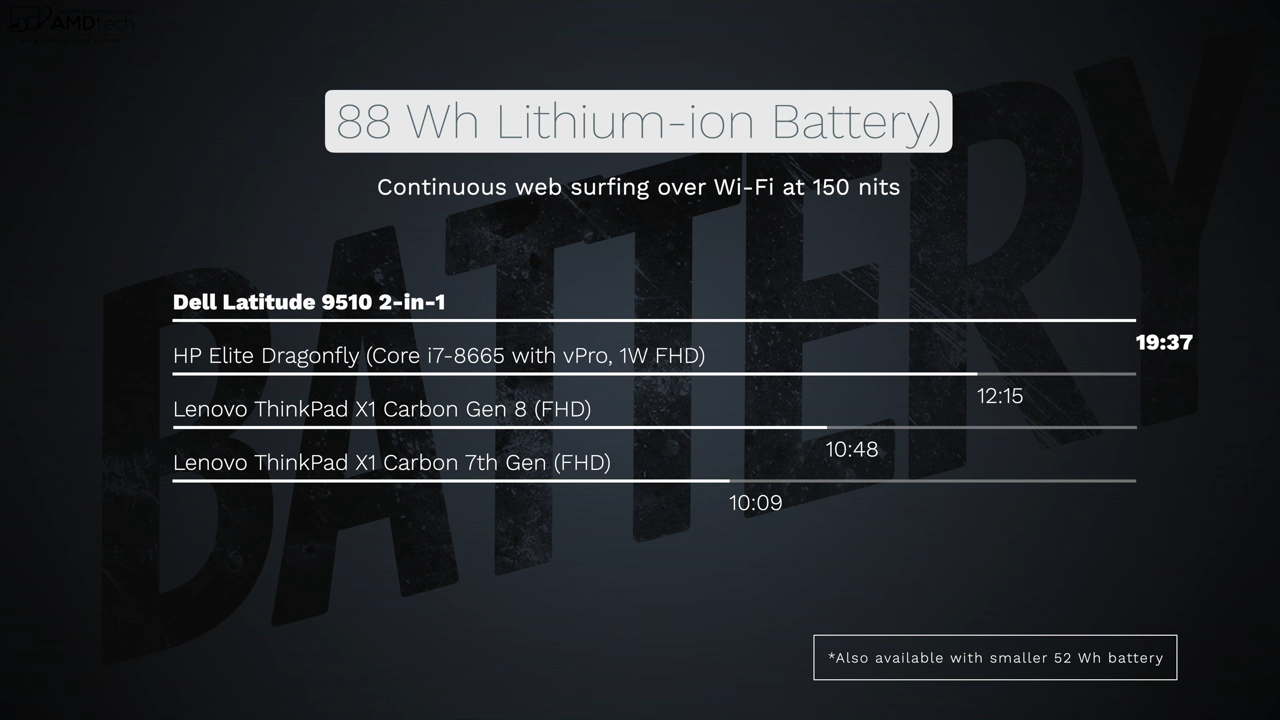 AMDtech
88 Wh Lithium-ion Battery)
Continuous web surfing over Wi-Fi at 150 nits
BATTERY
Dell Latitude 9510 2-in-1
19:37
HP Elite Dragonfly (Core i7-8665 with vPro, 1W FHD)
12:15
Lenovo ThinkPad X1 Carbon Gen 8 (FHD)
10:48
Lenovo ThinkPad X1 Carbon 7th Gen (FHD)
10:09
*Also available with smaller 52 Wh battery